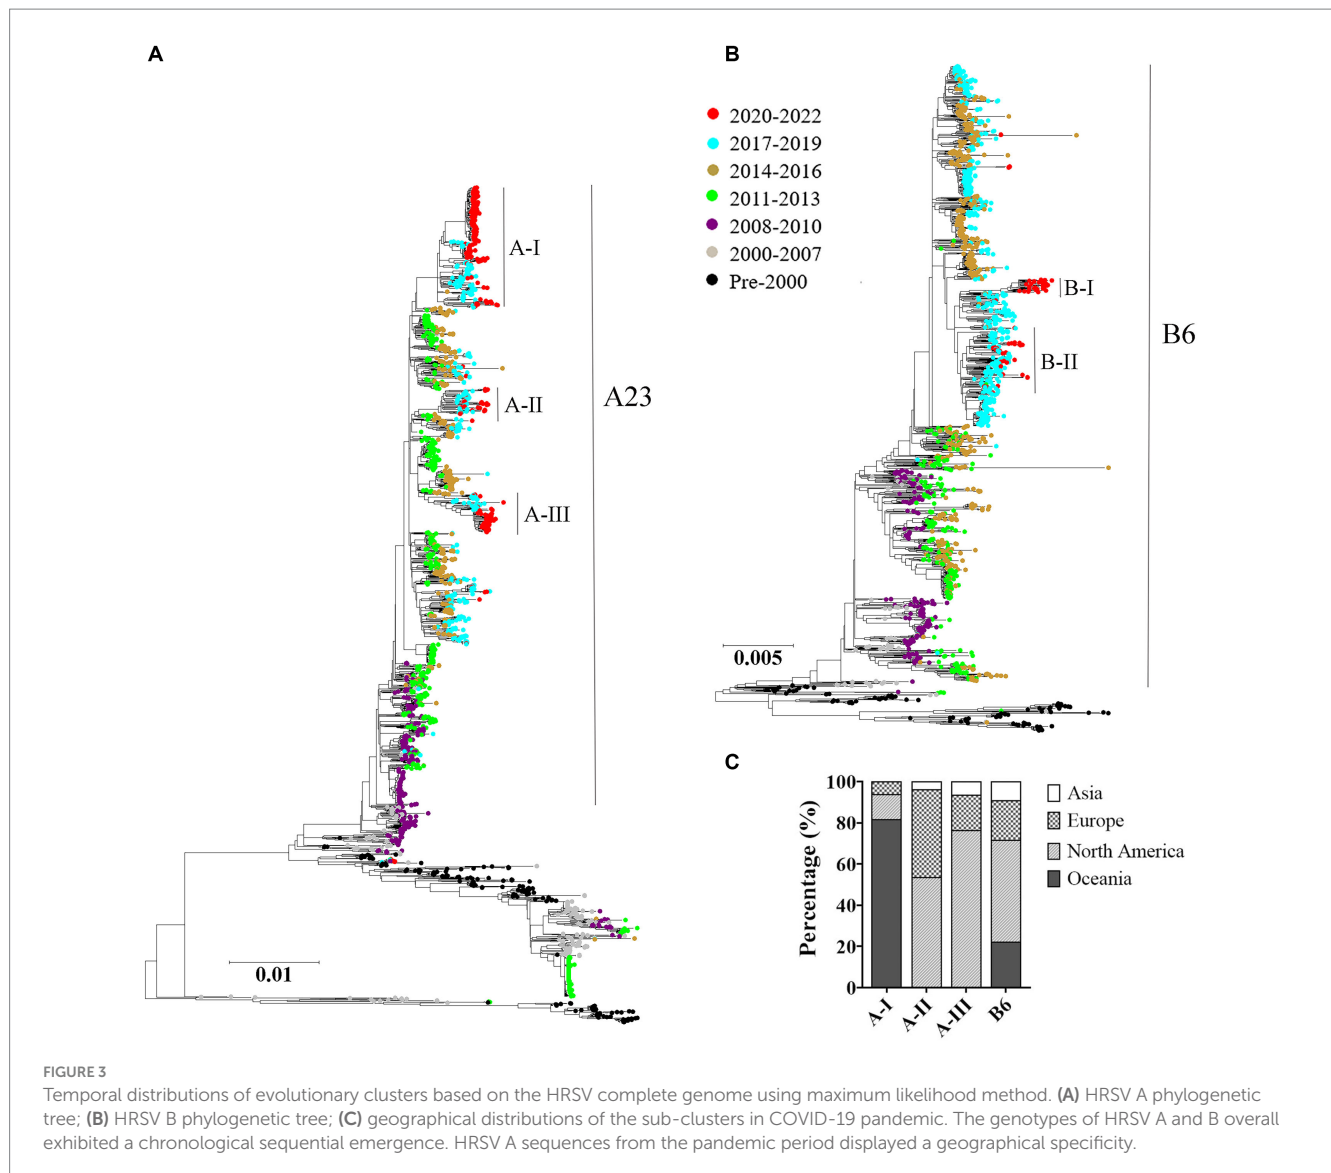 A
B
2020-2022
2017-2019
2014-2016
2011-2013
2008-2010
2000-2007
Pre-2000
A-I
A-II
A23
A-III
0.01
B-I
B6
B-II
0.005
C
Percentage (%)
100
80
60
40
20
0
A-I
A-II
A-III
B6
Asia
Europe
North America
Oceania
FIGURE 3
Temporal distributions of evolutionary clusters based on the HRSV complete genome using maximum likelihood method. (A) HRSV A phylogenetic
tree; (B) HRSV B phylogenetic tree; (C) geographical distributions of the sub-clusters in COVID-19 pandemic. The genotypes of HRSV A and B overall
exhibited a chronological sequential emergence. HRSV A sequences from the pandemic period displayed a geographical specificity.